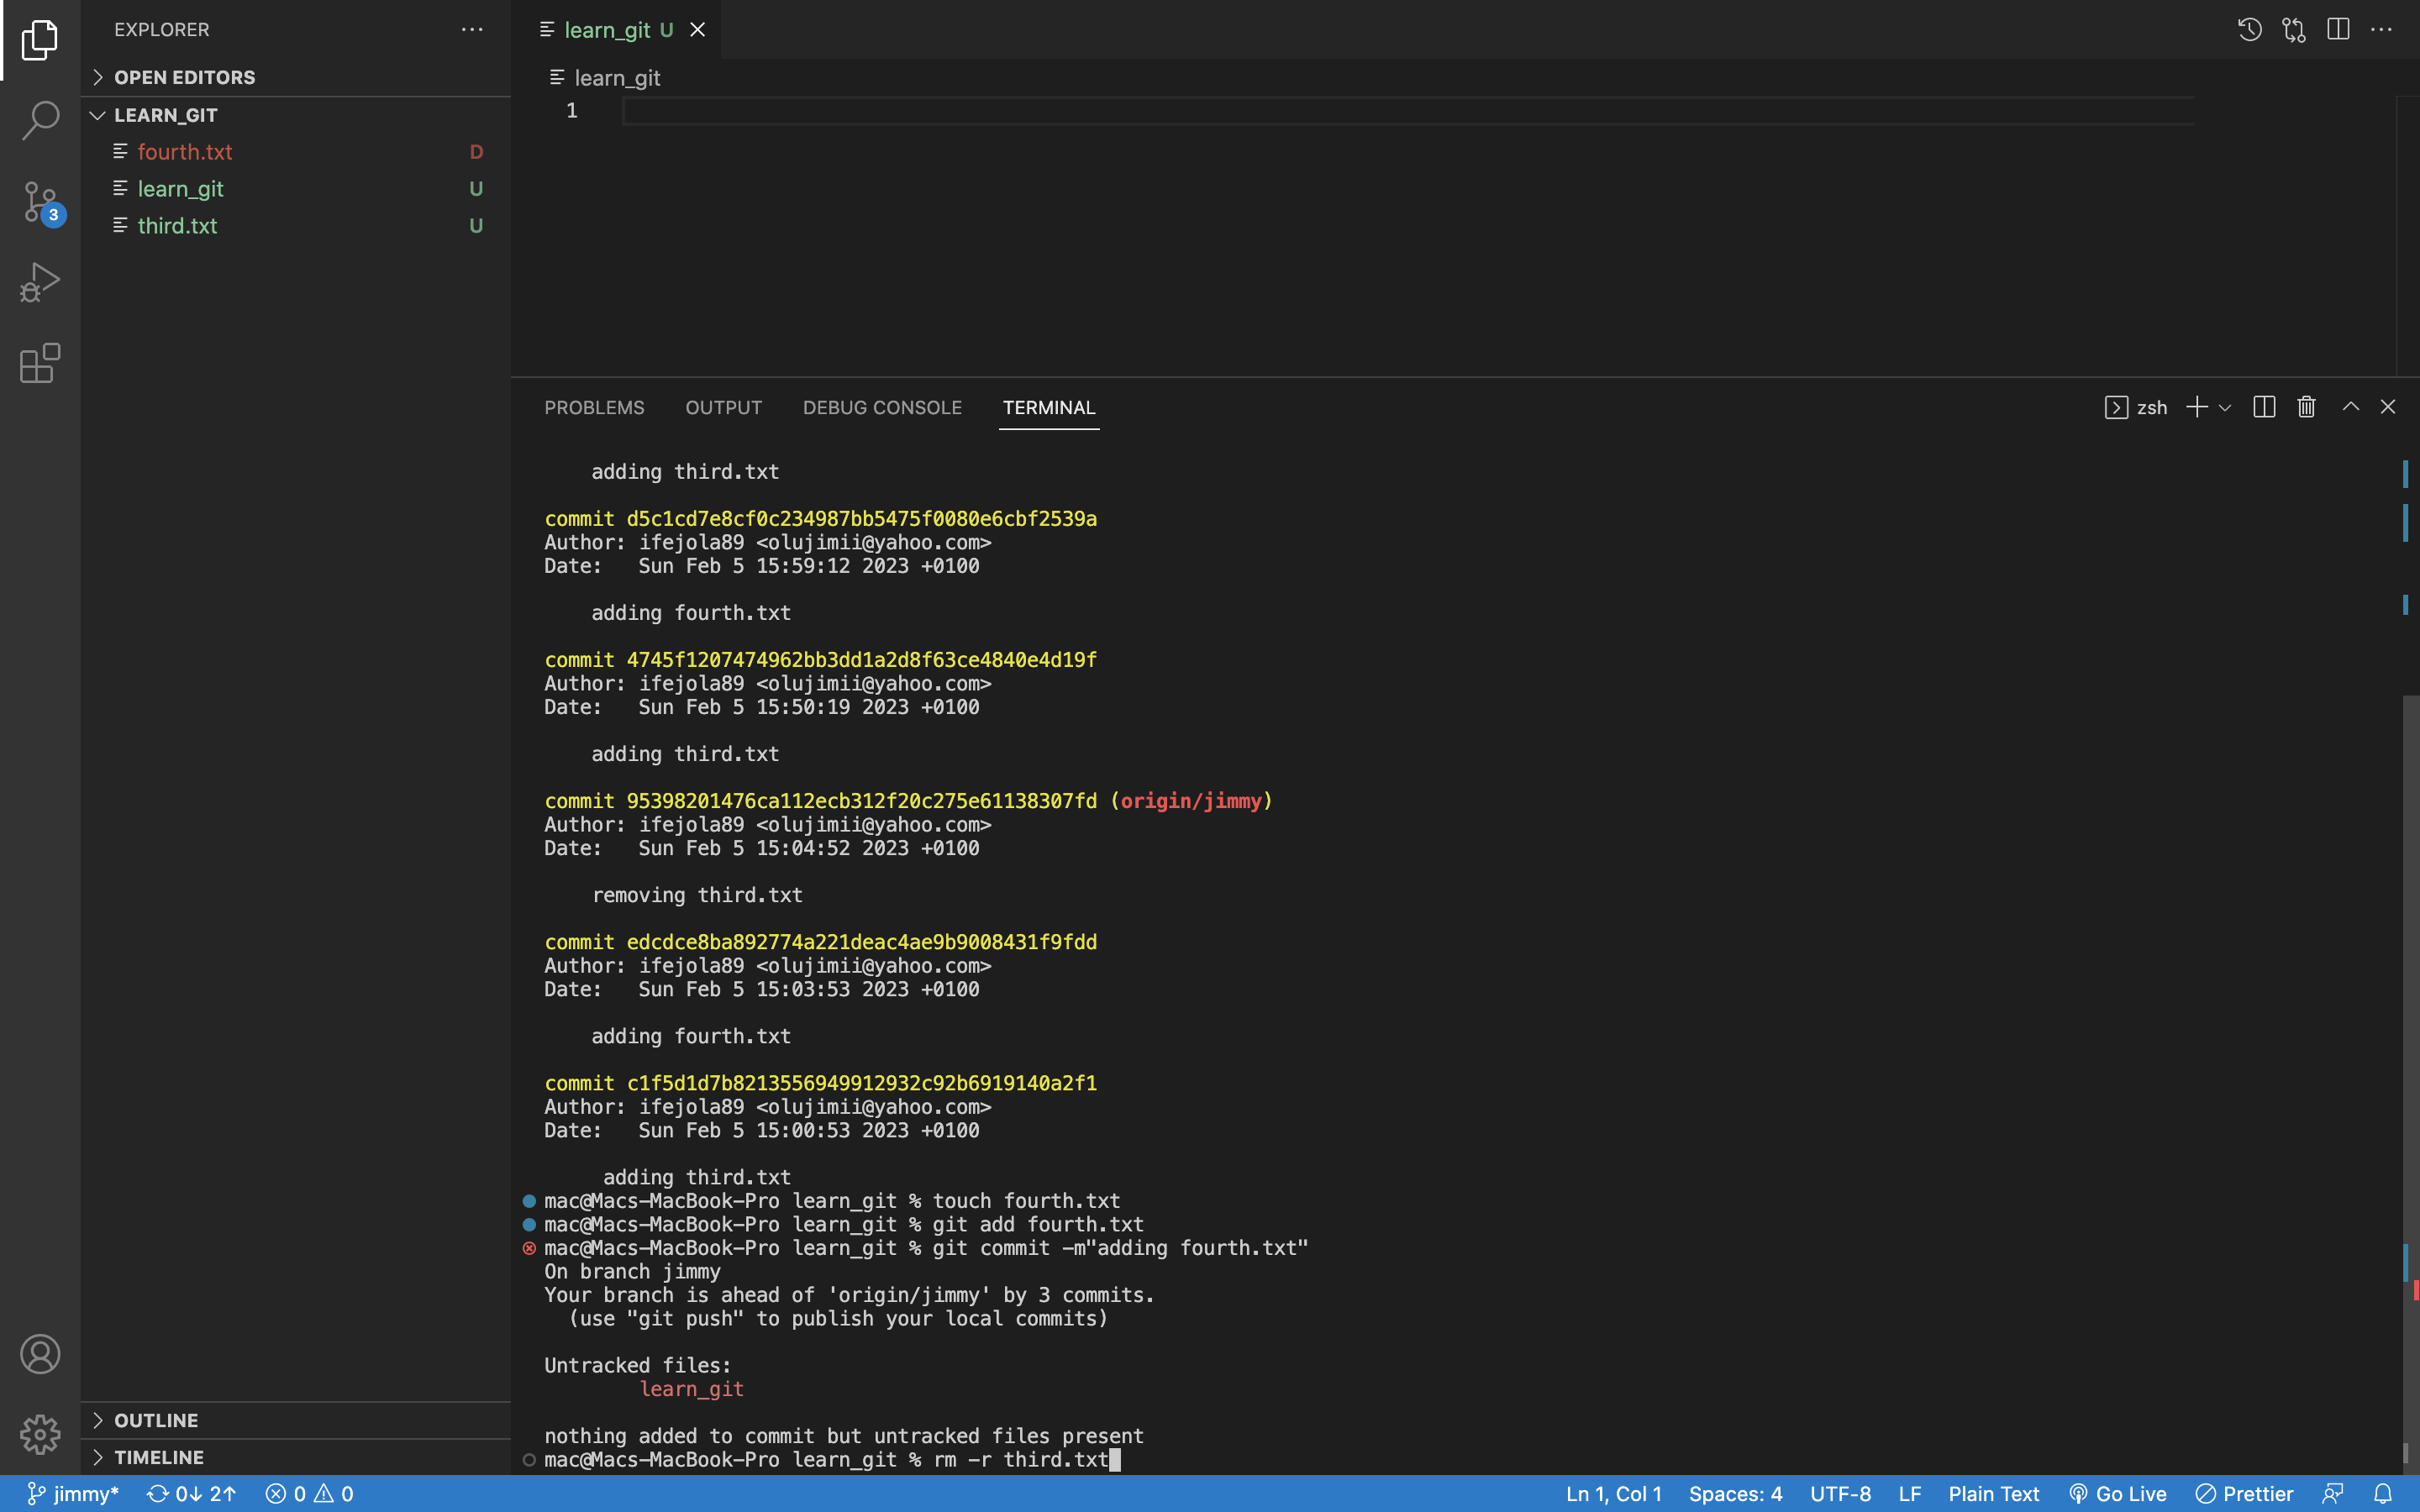 EXPLORER
OPEN EDITORS
LEARN_GIT
fourth.txt D
learn_git U
third.txt U
3
OUTLINE
TIMELINE
learn_git U
learn_git
1
PROBLEMS OUTPUT DEBUG CONSOLE TERMINAL
zsh
adding third.txt
commit d5c1cd7e8cf0c234987bb5475f0080e6cbf2539a
Author: ifejola89 <olujimii@yahoo.com>
Date: Sun Feb 5 15:59:12 2023 +0100
adding fourth.txt
commit 4745f1207474962bb3dd1a2d8f63ce4840e4d19f
Author: ifejola89 <olujimii@yahoo.com>
Date: Sun Feb 5 15:50:19 2023 +0100
adding third.txt
commit 95398201476ca112ecb312f20c275e61138307fd (origin/jimmy)
Author: ifejola89 <olujimii@yahoo.com>
Date: Sun Feb 5 15:04:52 2023 +0100
removing third.txt
commit edcdce8ba892774a221deac4ae9b9008431f9fdd
Author: ifejola89 <olujimii@yahoo.com>
Date: Sun Feb 5 15:03:53 2023 +0100
adding fourth.txt
commit c1f5d1d7b8213556949912932c92b6919140a2f1
Author: ifejola89 <olujimii@yahoo.com>
Date: Sun Feb 5 15:00:53 2023 +0100
adding third.txt
mac@Macs-MacBook-Pro learn_git % touch fourth.txt
mac@Macs-MacBook-Pro learn_git % git add fourth.txt
mac@Macs-MacBook-Pro learn_git % git commit -m"adding fourth.txt"
On branch jimmy
Your branch is ahead of 'origin/jimmy' by 3 commits.
(use "git push" to publish your local commits)
Untracked files:
learn_git
nothing added to commit but untracked files present
mac@Macs-MacBook-Pro learn_git % rm -r third.txt
jimmy* 0↓ 2↑ 0 0 Ln 1, Col 1 Spaces: 4 UTF-8 LF Plain Text Go Live Prettier